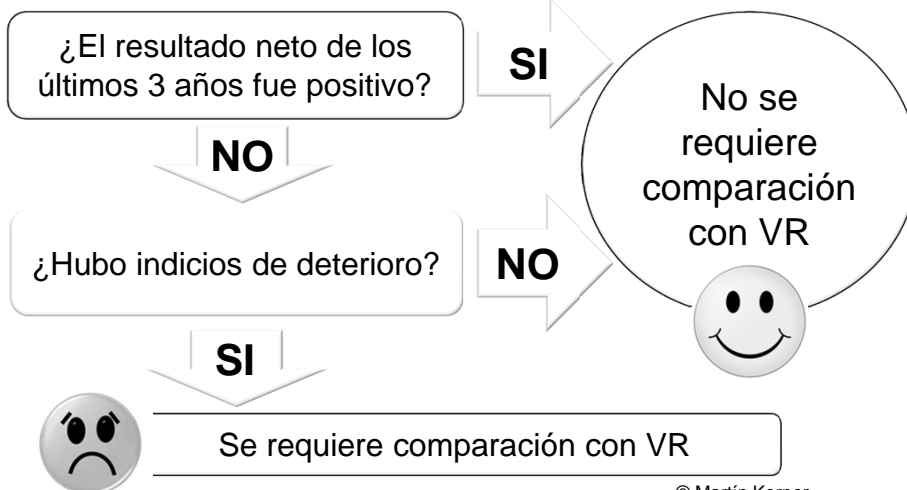 ¿El resultado neto de los
últimos 3 años fue positivo?
SI
No se
requiere
comparación
con VR
NO
¿Hubo indicios de deterioro?
NO
SI
Se requiere comparación con VR